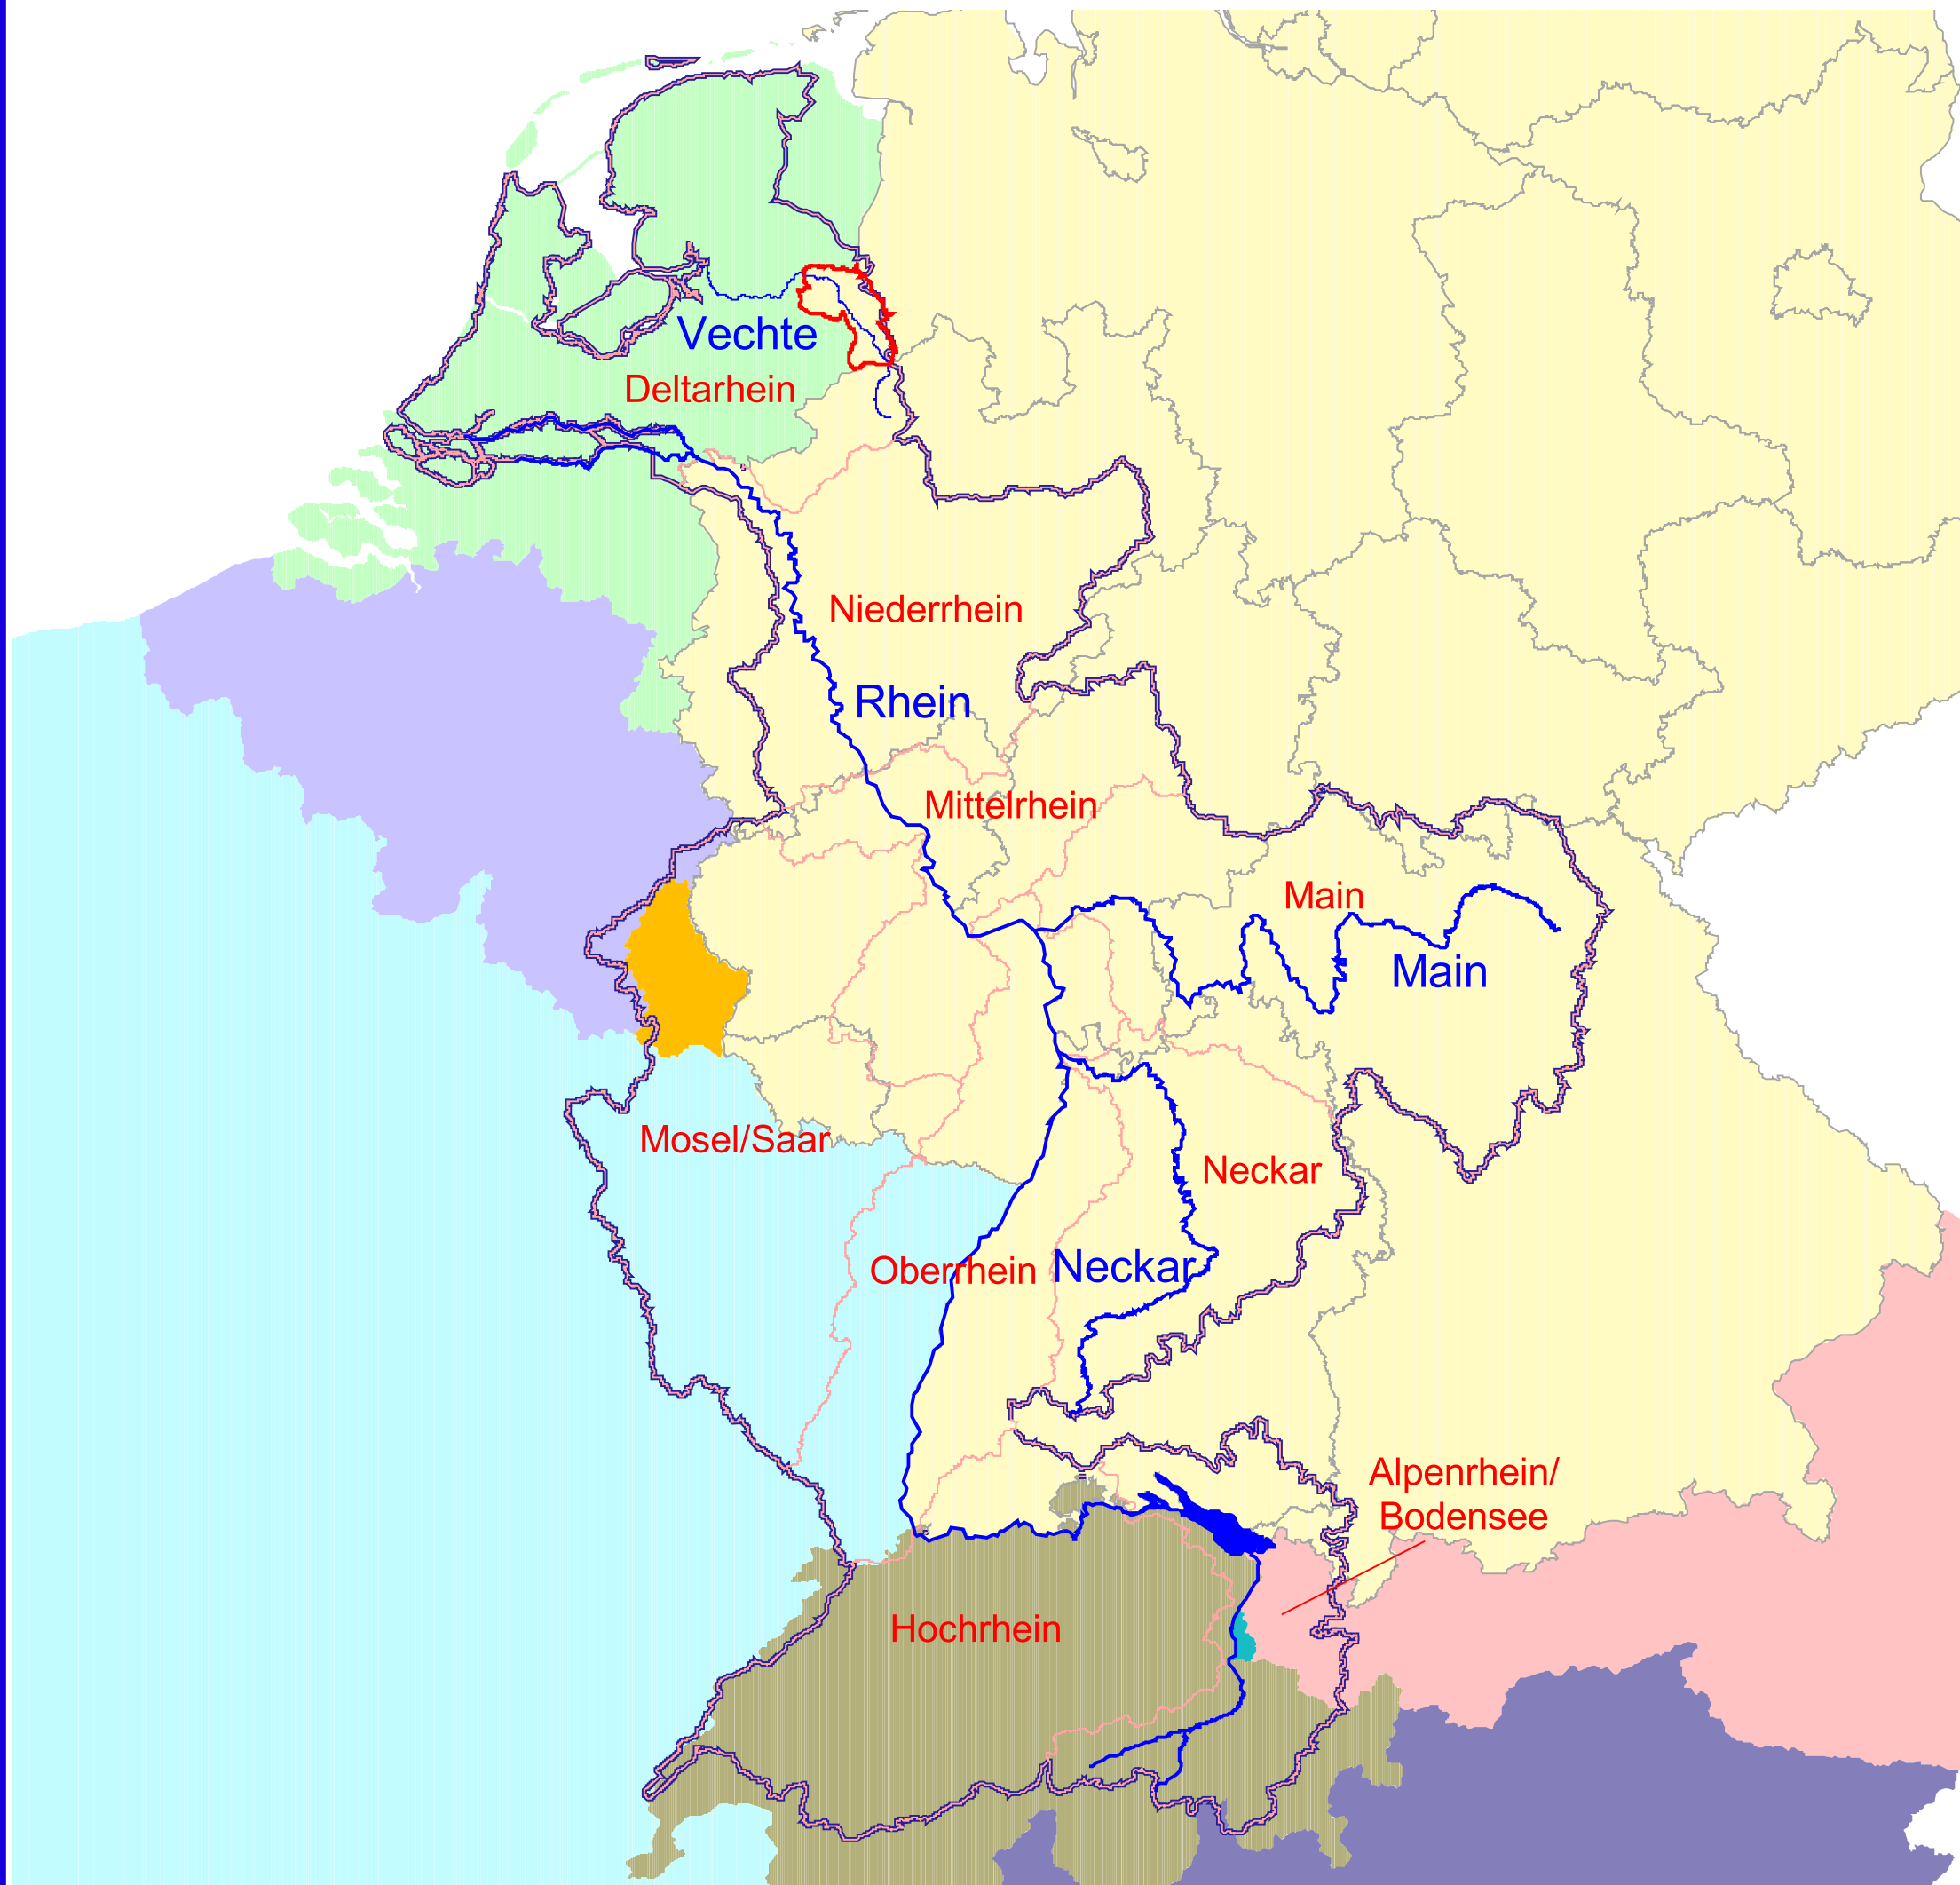 Vechte
Deltarhein
Niederrhein
Rhein
Mittelrhein
Main
Main
Mosel/Saar
Neckar
Oberrhein
Neckar
Alpenrhein/
Bodensee
Hochrhein